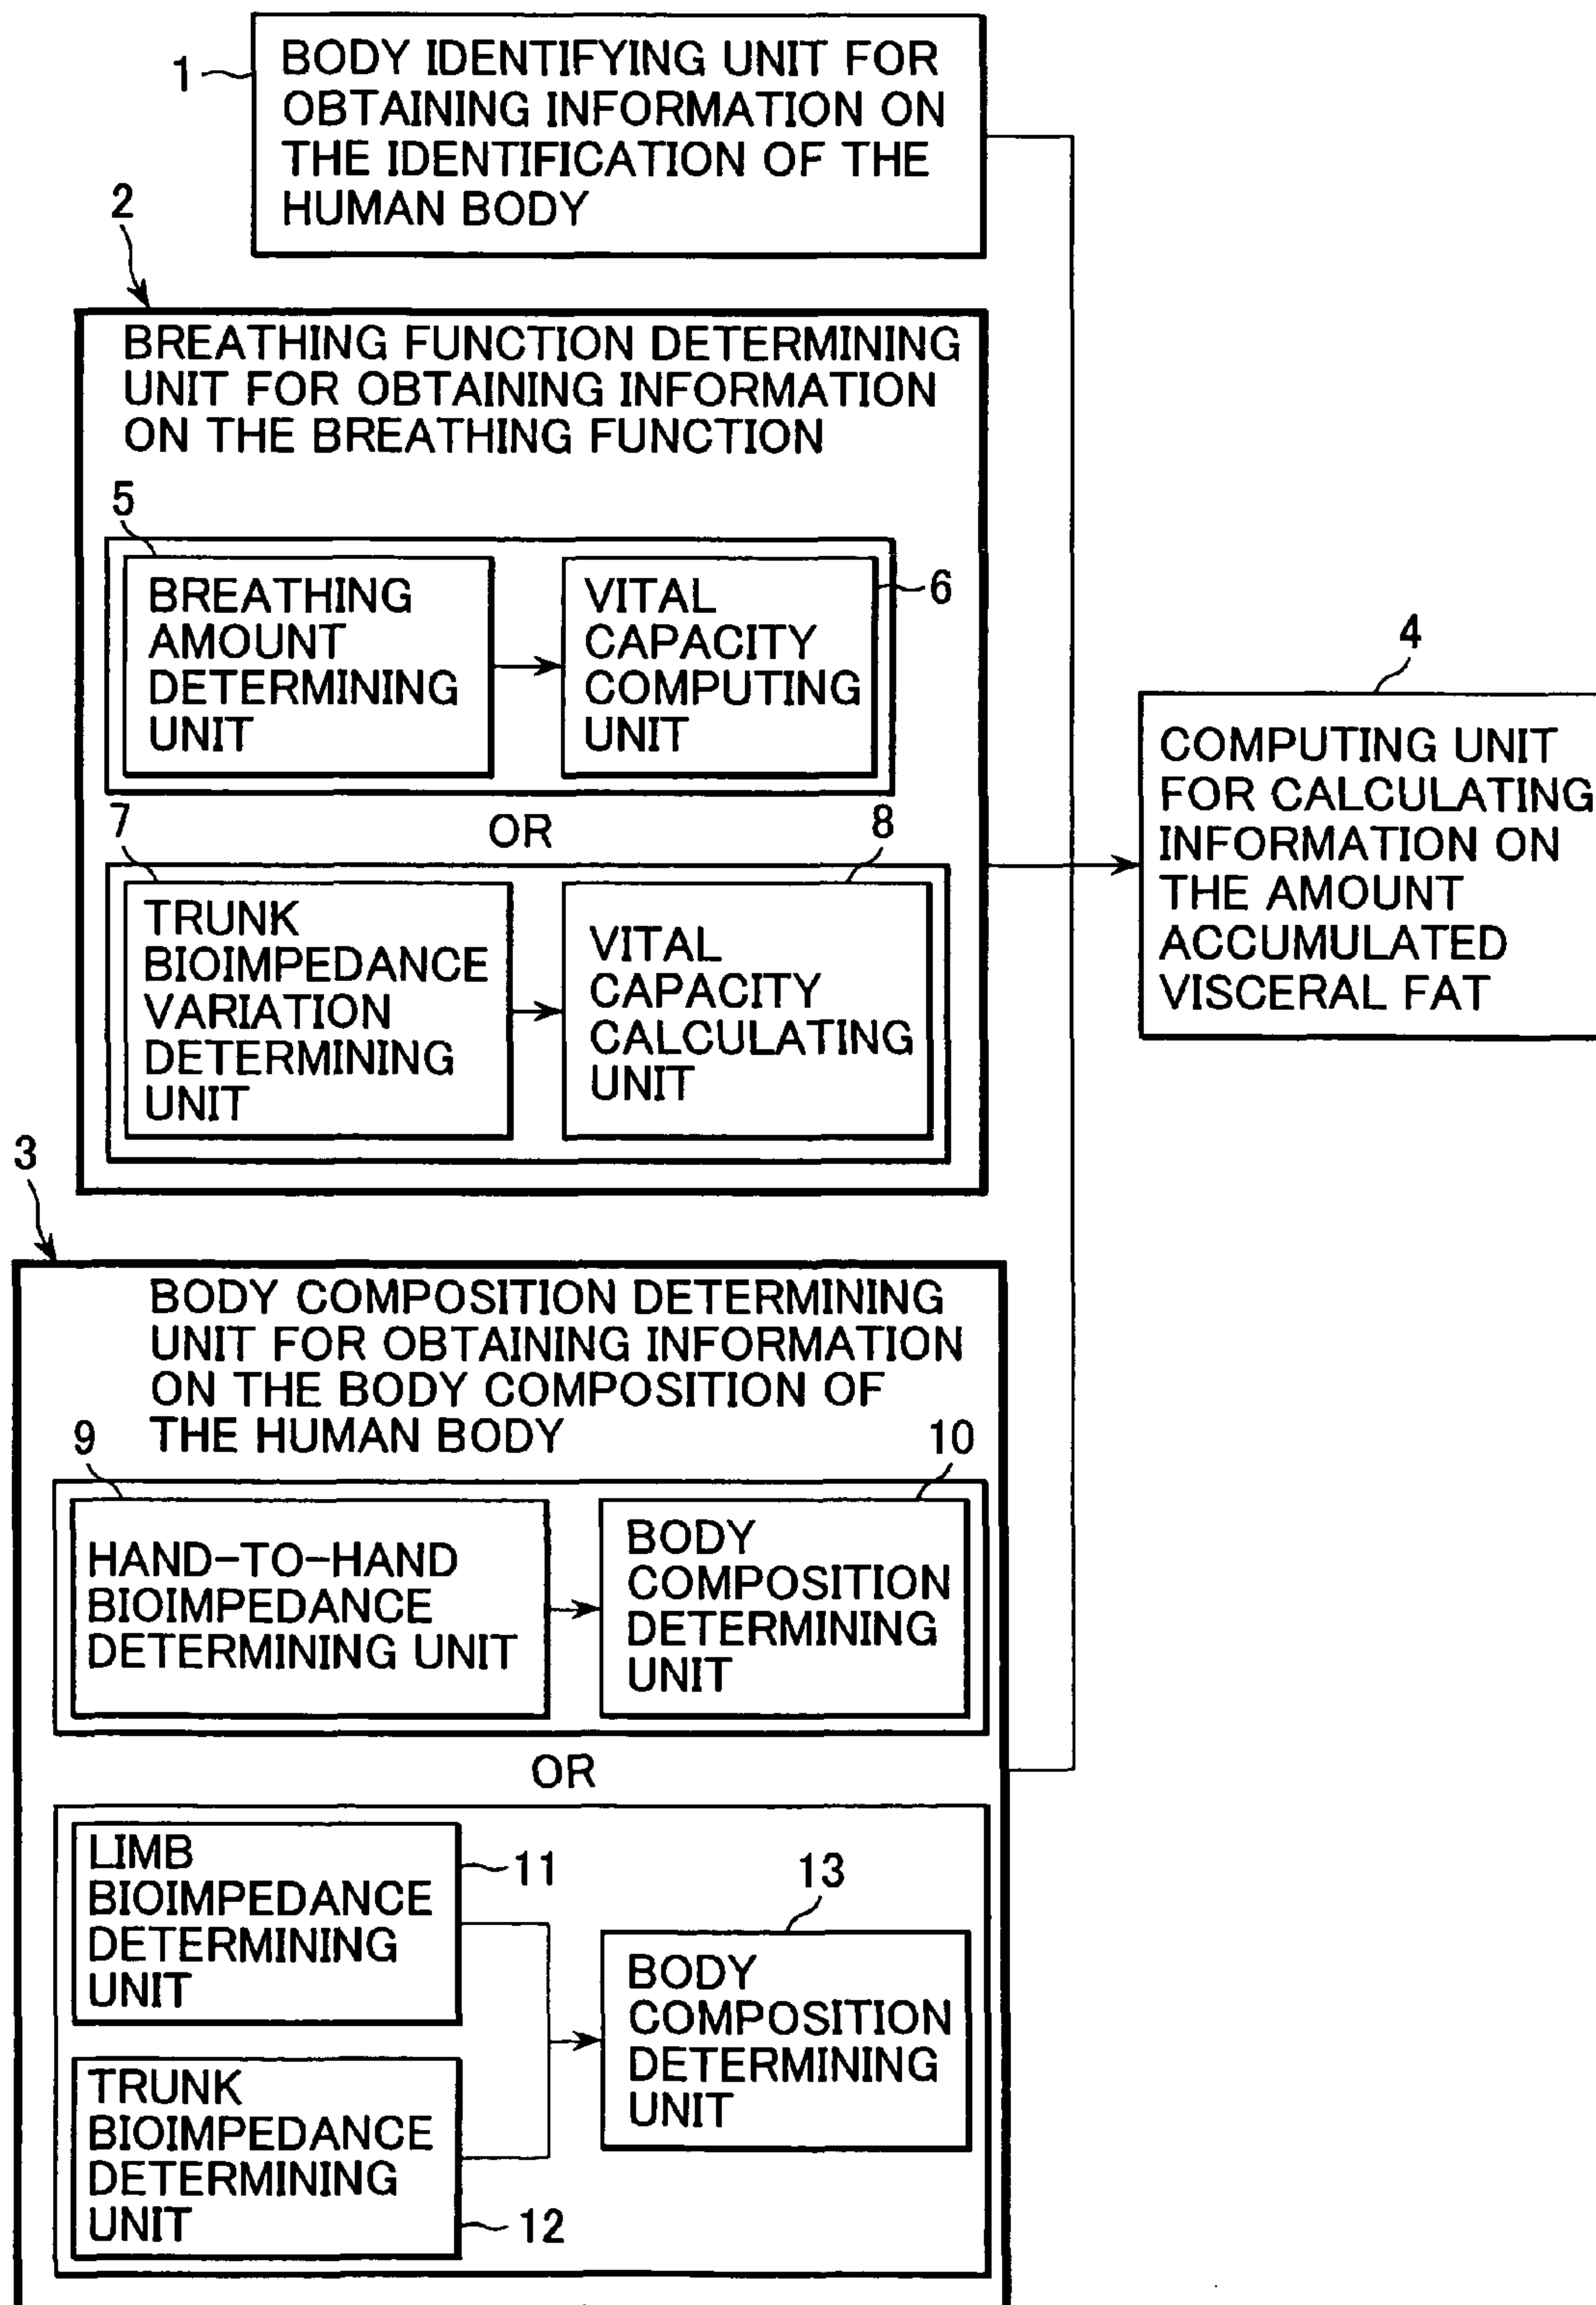 1
BODY IDENTIFYING UNIT FOR
OBTAINING INFORMATION ON
THE IDENTIFICATION OF THE
HUMAN BODY
2
BREATHING FUNCTION DETERMINING
UNIT FOR OBTAINING INFORMATION
ON THE BREATHING FUNCTION
5
BREATHING
AMOUNT
DETERMINING
UNIT
6
VITAL
CAPACITY
COMPUTING
UNIT
OR
7
TRUNK
BIOIMPEDANCE
VARIATION
DETERMINING
UNIT
8
VITAL
CAPACITY
CALCULATING
UNIT
4
COMPUTING UNIT
FOR CALCULATING
INFORMATION ON
THE AMOUNT
ACCUMULATED
VISCERAL FAT
3
BODY COMPOSITION DETERMINING
UNIT FOR OBTAINING INFORMATION
ON THE BODY COMPOSITION OF
THE HUMAN BODY
9
HAND-TO-HAND
BIOIMPEDANCE
DETERMINING UNIT
10
BODY
COMPOSITION
DETERMINING
UNIT
OR
LIMB
BIOIMPEDANCE
DETERMINING
UNIT
11
TRUNK
BIOIMPEDANCE
DETERMINING
UNIT
12
13
BODY
COMPOSITION
DETERMINING
UNIT